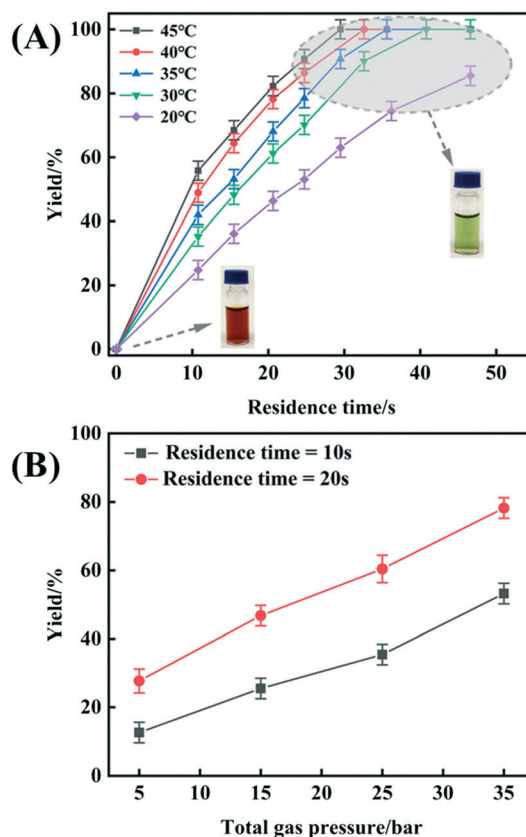 (A)
45°C
40°C
35°C
30°C
20°C
Yield/%
100
80
60
40
20
0
0 10 20 30 40 50
Residence time/s
(B)
Residence time = 10s
Residence time = 20s
Yield/%
100
80
60
40
20
0
5 10 15 20 25 30 35
Total gas pressure/bar